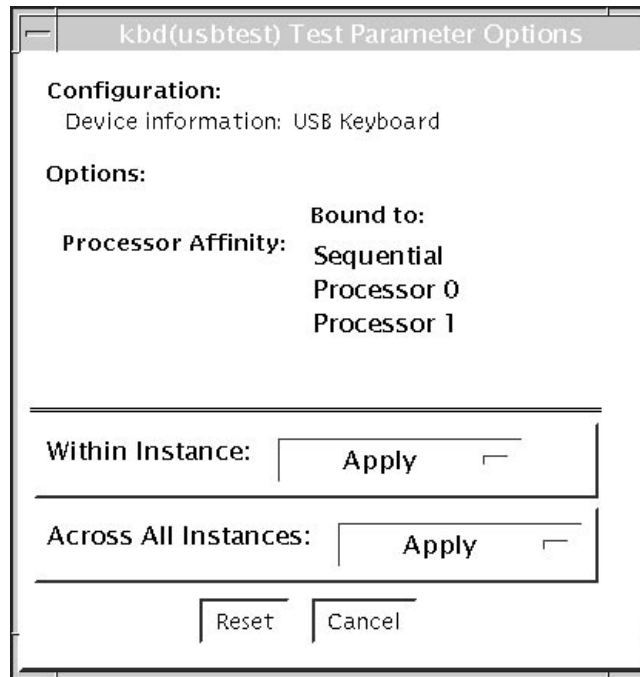 kbd(usbtest) Test Parameter Options
Configuration:
Device information: USB Keyboard
Options:
Bound to:
Processor Affinity:
Sequential
Processor 0
Processor 1
Within Instance: Apply
Across All Instances: Apply
Reset Cancel